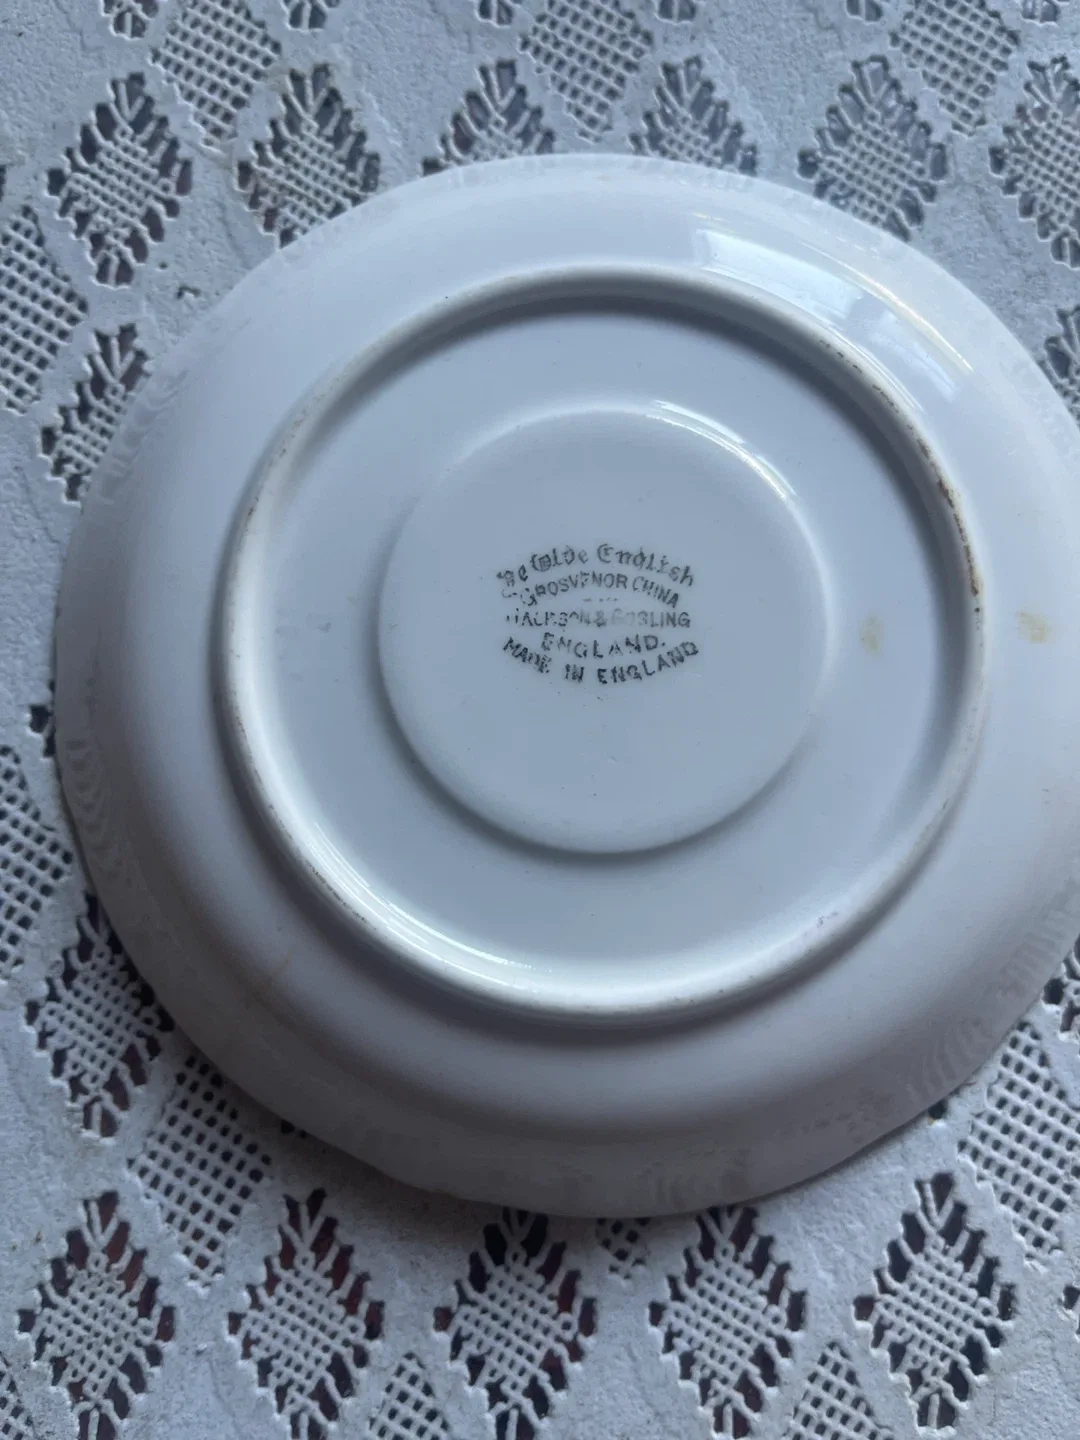 Ye Olde English
GROSVENOR CHINA
JACKSON & GOSLING
ENGLAND.
MADE IN ENGLAND